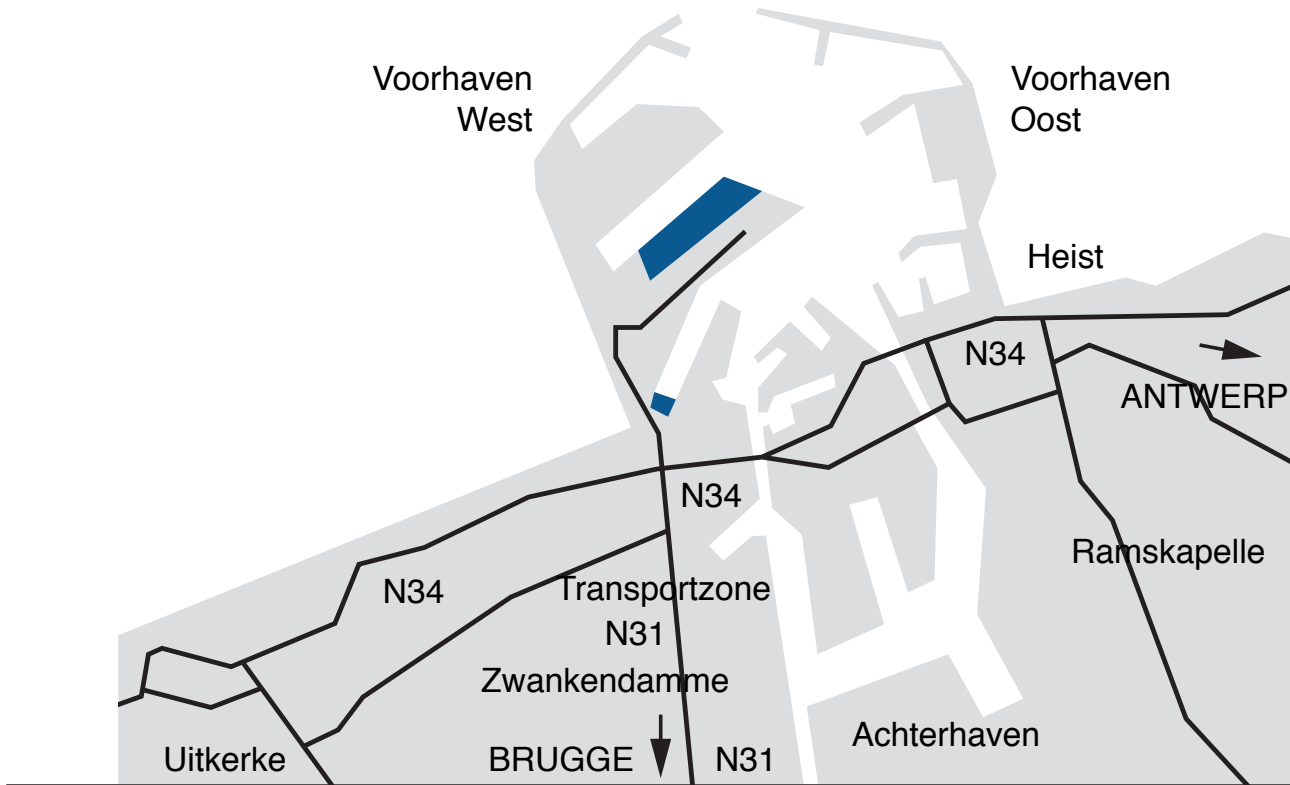 Voorhaven
West
Voorhaven
Oost
Heist
N34
ANTWERP
N34
Ramskapelle
N34
Transportzone
N31
Zwankendamme
Achterhaven
Uitkerke
BRUGGE
N31